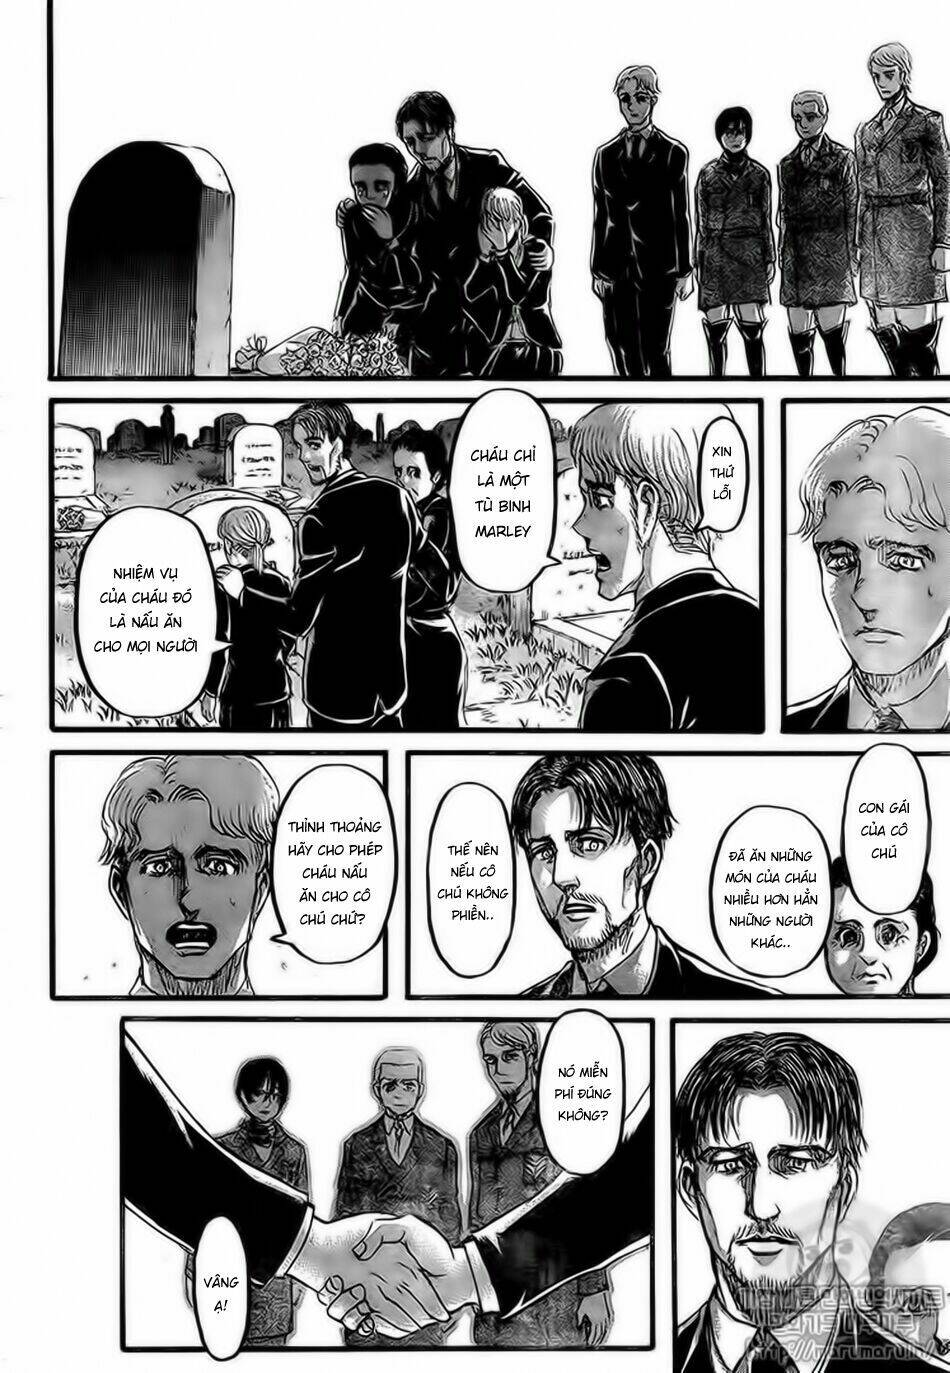 XIN
THỨ
LỖI
CHÁU CHỈ
LÀ MỘT
TÙ BINH
MARLEY
NHIỆM VỤ
CỦA CHÁU ĐÓ
LÀ NẤU ĂN
CHO MỌI NGƯỜI
CON GÁI
CỦA CÔ
CHÚ
ĐÃ ĂN NHỮNG
MÓN CỦA CHÁU
NHIỀU HƠN HẲN
NHỮNG NGƯỜI
KHÁC..
THẾ NÊN
NẾU CÔ
CHÚ KHÔNG
PHIỀN..
THỈNH THOẢNG
HÃY CHO PHÉP
CHÁU NẤU
ĂN CHO CÔ
CHÚ CHỨ?
NÓ MIỄN
PHÍ ĐÚNG
KHÔNG?
VÂNG
Ạ!
http://marumaru.in/